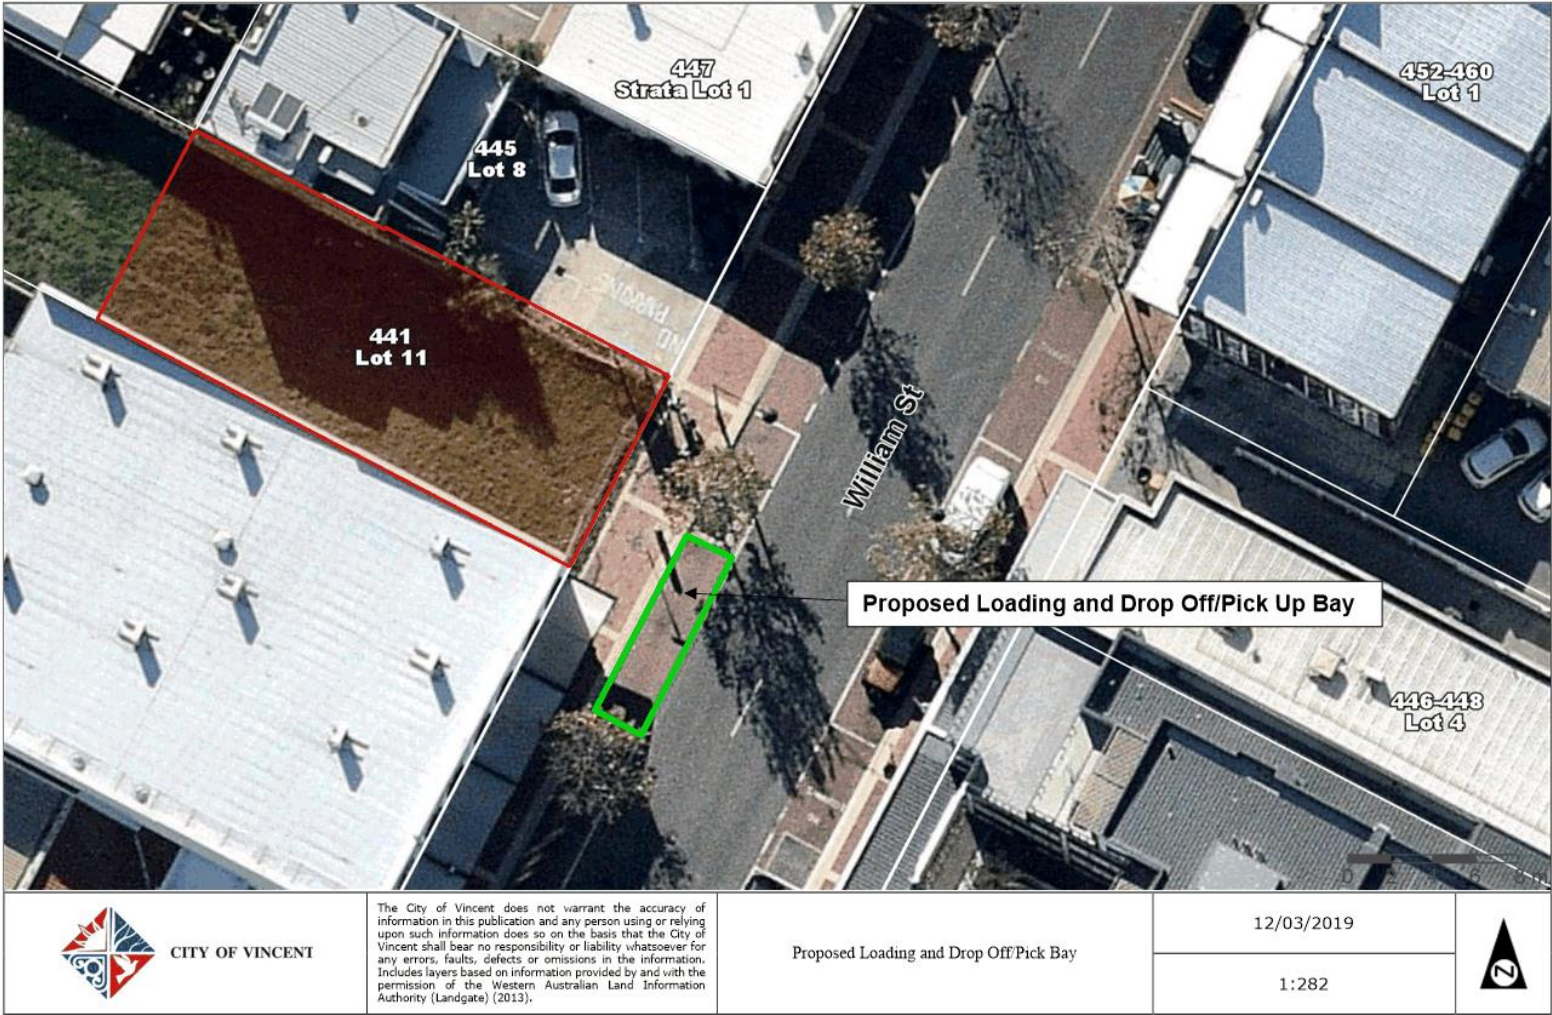 447
Strata Lot 1
452-460
Lot 1
445
Lot 8
NO
PARKING
441
Lot 11
William St
Proposed Loading and Drop Off/Pick Up Bay
446-448
Lot 4
0 2 6 8 m
CITY OF VINCENT
The City of Vincent does not warrant the accuracy of
information in this publication and any person using or relying
upon such information does so on the basis that the City of
Vincent shall bear no responsibility or liability whatsoever for
any errors, faults, defects or omissions in the information.
Includes layers based on information provided by and with the
permission of the Western Australian Land Information
Authority (Landgate) (2013).
Proposed Loading and Drop Off/Pick Bay
12/03/2019
1:282
N